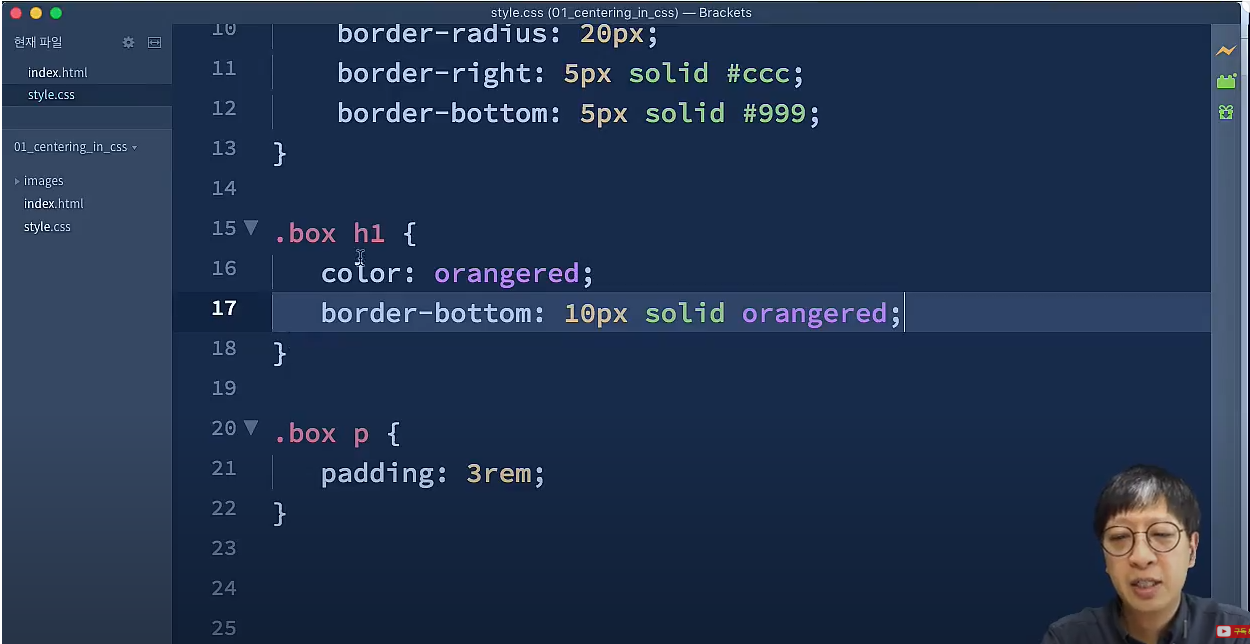 style.css (01_centering_in_css) — Brackets
현재 파일
index.html
style.css
01_centering_in_css
images
index.html
style.css
10 border-radius: 20px;
11 border-right: 5px solid #ccc;
12 border-bottom: 5px solid #999;
13 }
14
15 .box h1 {
16 color: orangered;
17 border-bottom: 10px solid orangered;
18 }
19
20 .box p {
21 padding: 3rem;
22 }
23
24
25